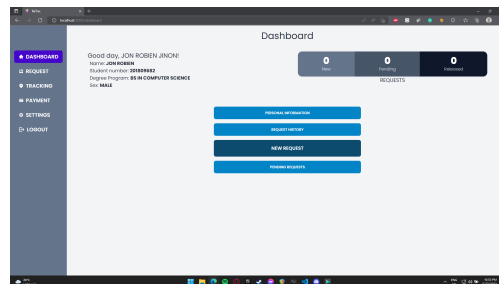 Dashboard
DASHBOARD
REQUEST
TRACKING
PAYMENT
SETTINGS
LOGOUT
Good day, JON ROBIEN JINON!
Name: JON ROBIEN
Student number: 201809682
Degree Program: BS IN COMPUTER SCIENCE
Sex: MALE
0
New
0
Pending
0
Released
REQUESTS
PERSONAL INFORMATION
REQUEST HISTORY
NEW REQUEST
PENDING REQUESTS